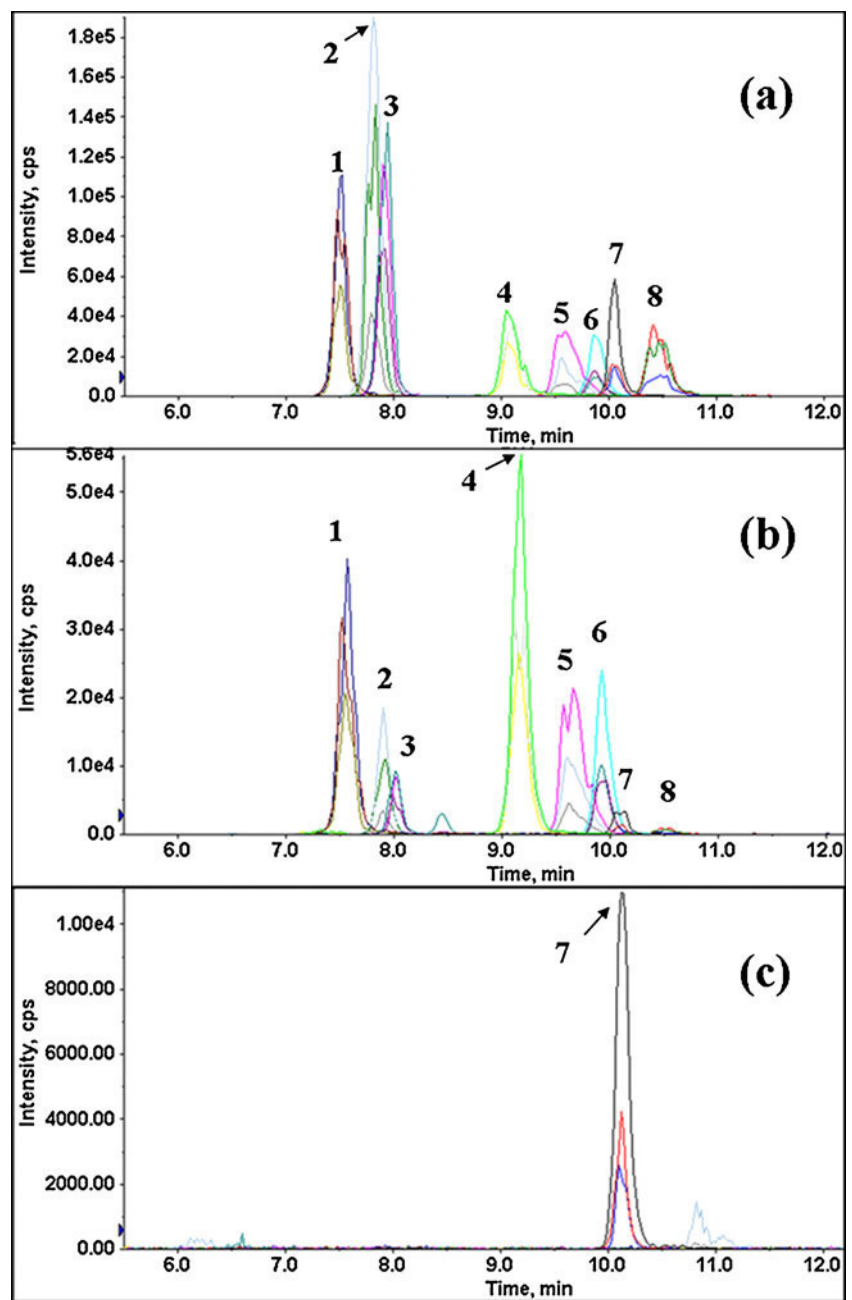 1.8e5
1.6e5
1.4e5
1.2e5
1.0e5
8.0e4
6.0e4
4.0e4
2.0e4
0.0
Intensity, cps
1
2
3
4
5
6
7
8
(a)
6.0 7.0 8.0 9.0 10.0 11.0 12.0
Time, min
5.6e4
5.0e4
4.0e4
3.0e4
2.0e4
1.0e4
0.0
Intensity, cps
1
2
3
4
5
6
7
8
(b)
6.0 7.0 8.0 9.0 10.0 11.0 12.0
Time, min
1.00e4
8000.00
6000.00
4000.00
2000.00
0.00
Intensity, cps
7
(c)
6.0 7.0 8.0 9.0 10.0 11.0 12.0
Time, min